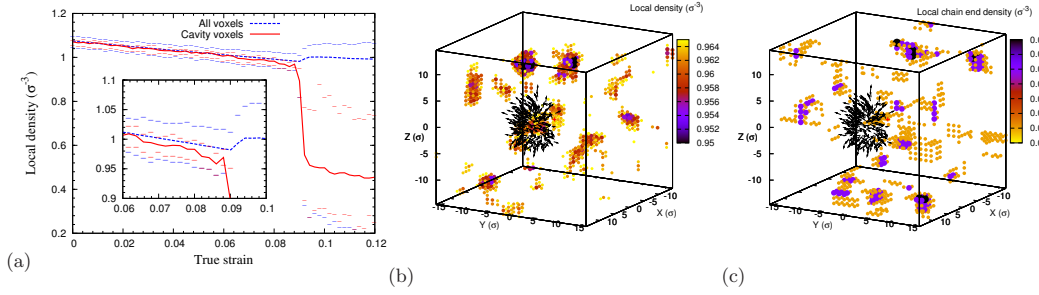 All voxels
Cavity voxels
1.2
1
0.8
0.6
0.4
0.2
Local density (σ⁻³)
0 0.02 0.04 0.06 0.08 0.1 0.12
True strain
1.1
1.05
1
0.95
0.9
0.06 0.07 0.08 0.09 0.1
(a)
Local density (σ⁻³)
0.964
0.962
0.96
0.958
0.956
0.954
0.952
0.95
10
5
0
-5
-10
Z (σ)
-15 -10 -5 0 5 10 15
Y (σ)
-10 -5 0 5 10 15
X (σ)
(b)
Local chain end density (σ⁻³)
10
5
0
-5
-10
Z (σ)
-15 -10 -5 0 5 10 15
Y (σ)
-10 -5 0 5 10 15
X (σ)
(c)